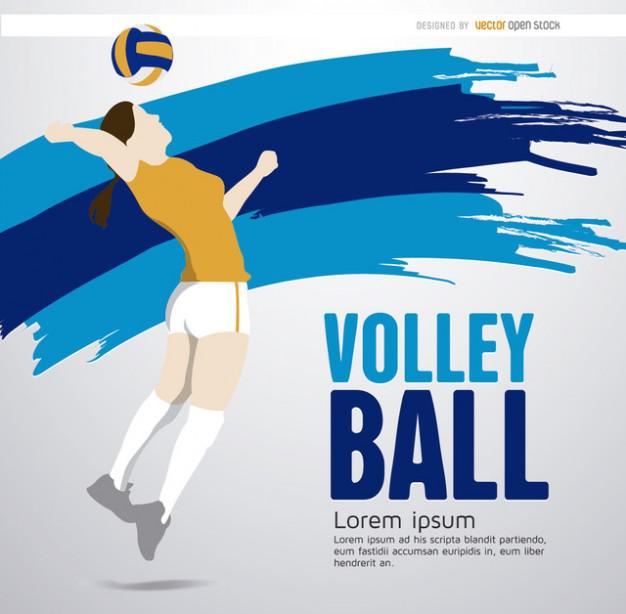 DESIGNED BY vector open stock
VOLLEY
BALL
Lorem ipsum
Lorem ipsum ad his scripta blandit partiendo,
eum fastidii accumsan euripidis in, eum liber
hendrerit an.